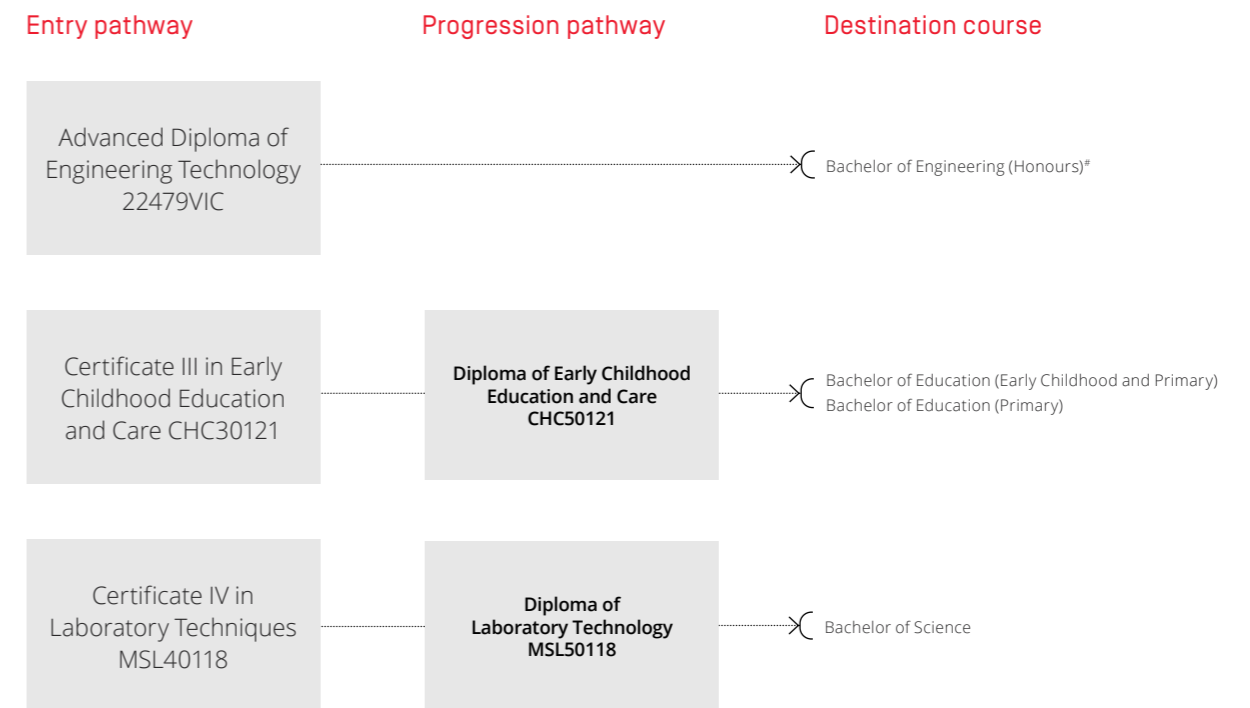 Entry pathway
Progression pathway
Destination course
Advanced Diploma of
Engineering Technology
22479VIC
Bachelor of Engineering (Honours)#
Certificate III in Early
Childhood Education
and Care CHC30121
Diploma of Early Childhood
Education and Care
CHC50121
Bachelor of Education (Early Childhood and Primary)
Bachelor of Education (Primary)
Certificate IV in
Laboratory Techniques
MSL40118
Diploma of
Laboratory Technology
MSL50118
Bachelor of Science